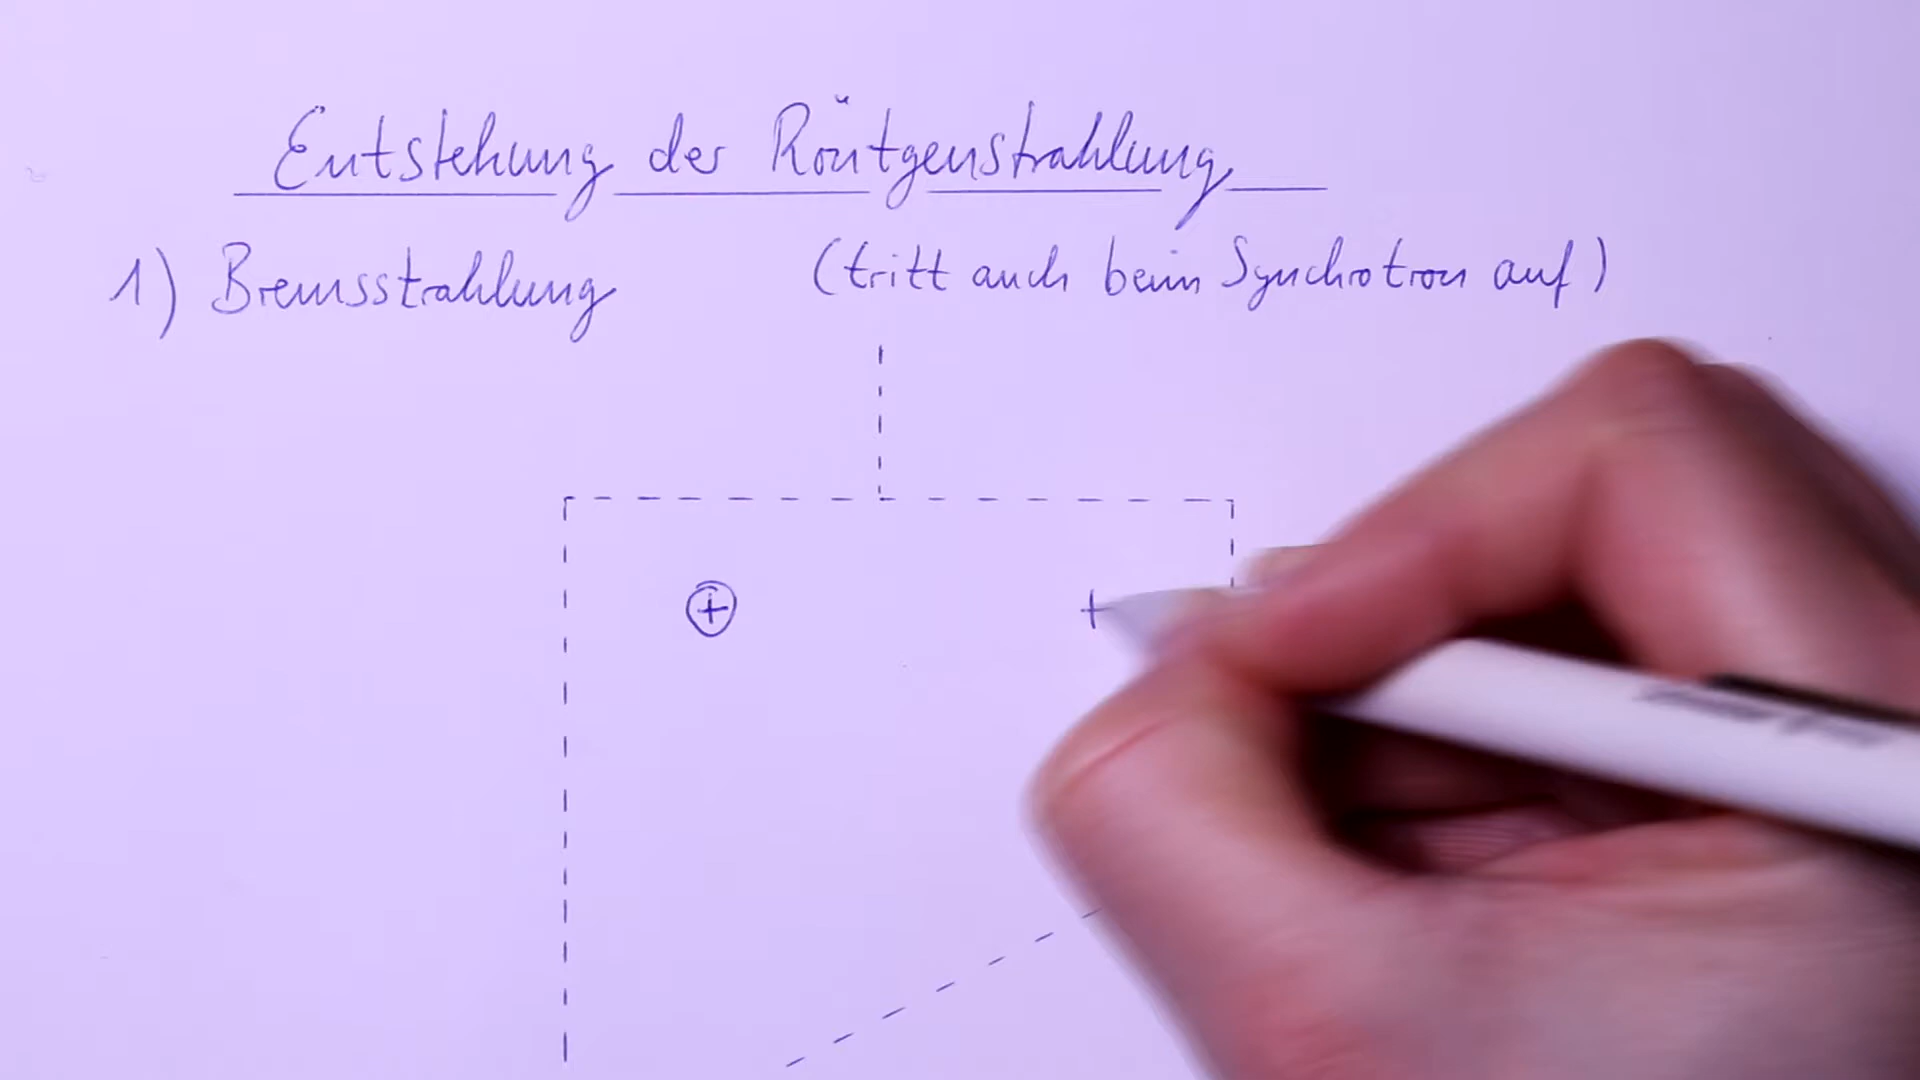 Entstehung der Röntgenstrahlung
1) Bremsstrahlung (tritt auch beim Synchrotron auf)
+ +